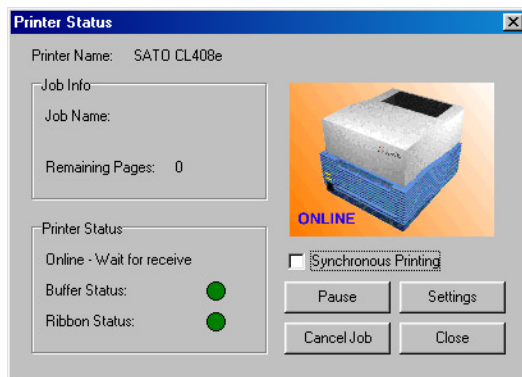 Printer Status
Printer Name: SATO CL408e
Job Info
Job Name:
Remaining Pages: 0
ONLINE
Printer Status
Online - Wait for receive
Buffer Status:
Ribbon Status:
Synchronous Printing
Pause
Settings
Cancel Job
Close